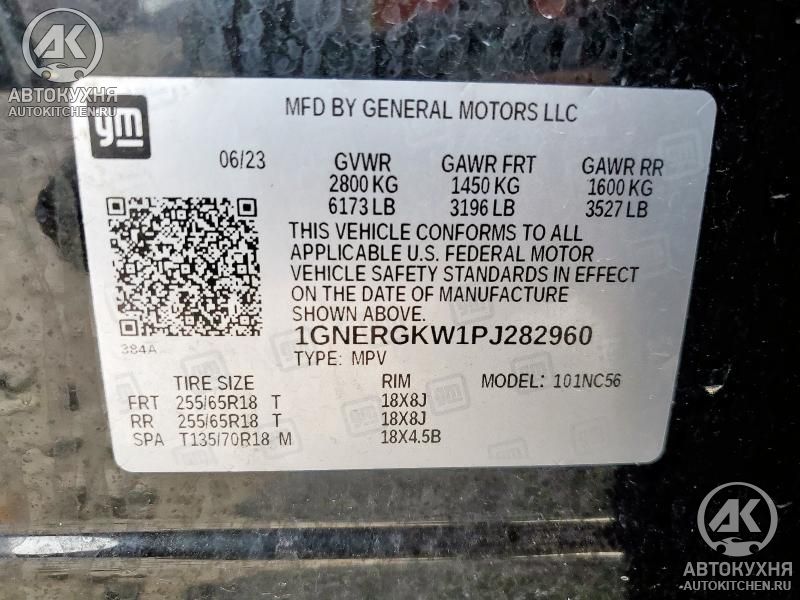 AK
АВТОКУХНЯ
AUTOKITCHEN.RU
gm
MFD BY GENERAL MOTORS LLC
06/23 GVWR GAWR FRT GAWR RR
2800 KG 1450 KG 1600 KG
6173 LB 3196 LB 3527 LB
THIS VEHICLE CONFORMS TO ALL
APPLICABLE U.S. FEDERAL MOTOR
VEHICLE SAFETY STANDARDS IN EFFECT
ON THE DATE OF MANUFACTURE
SHOWN ABOVE.
384A
1GNERGKW1PJ282960
TYPE: MPV
TIRE SIZE RIM MODEL: 101NC56
FRT 255/65R18 T 18X8J
RR 255/65R18 T 18X8J
SPA T135/70R18 M 18X4.5B
AK
АВТОКУХНЯ
AUTOKITCHEN.RU